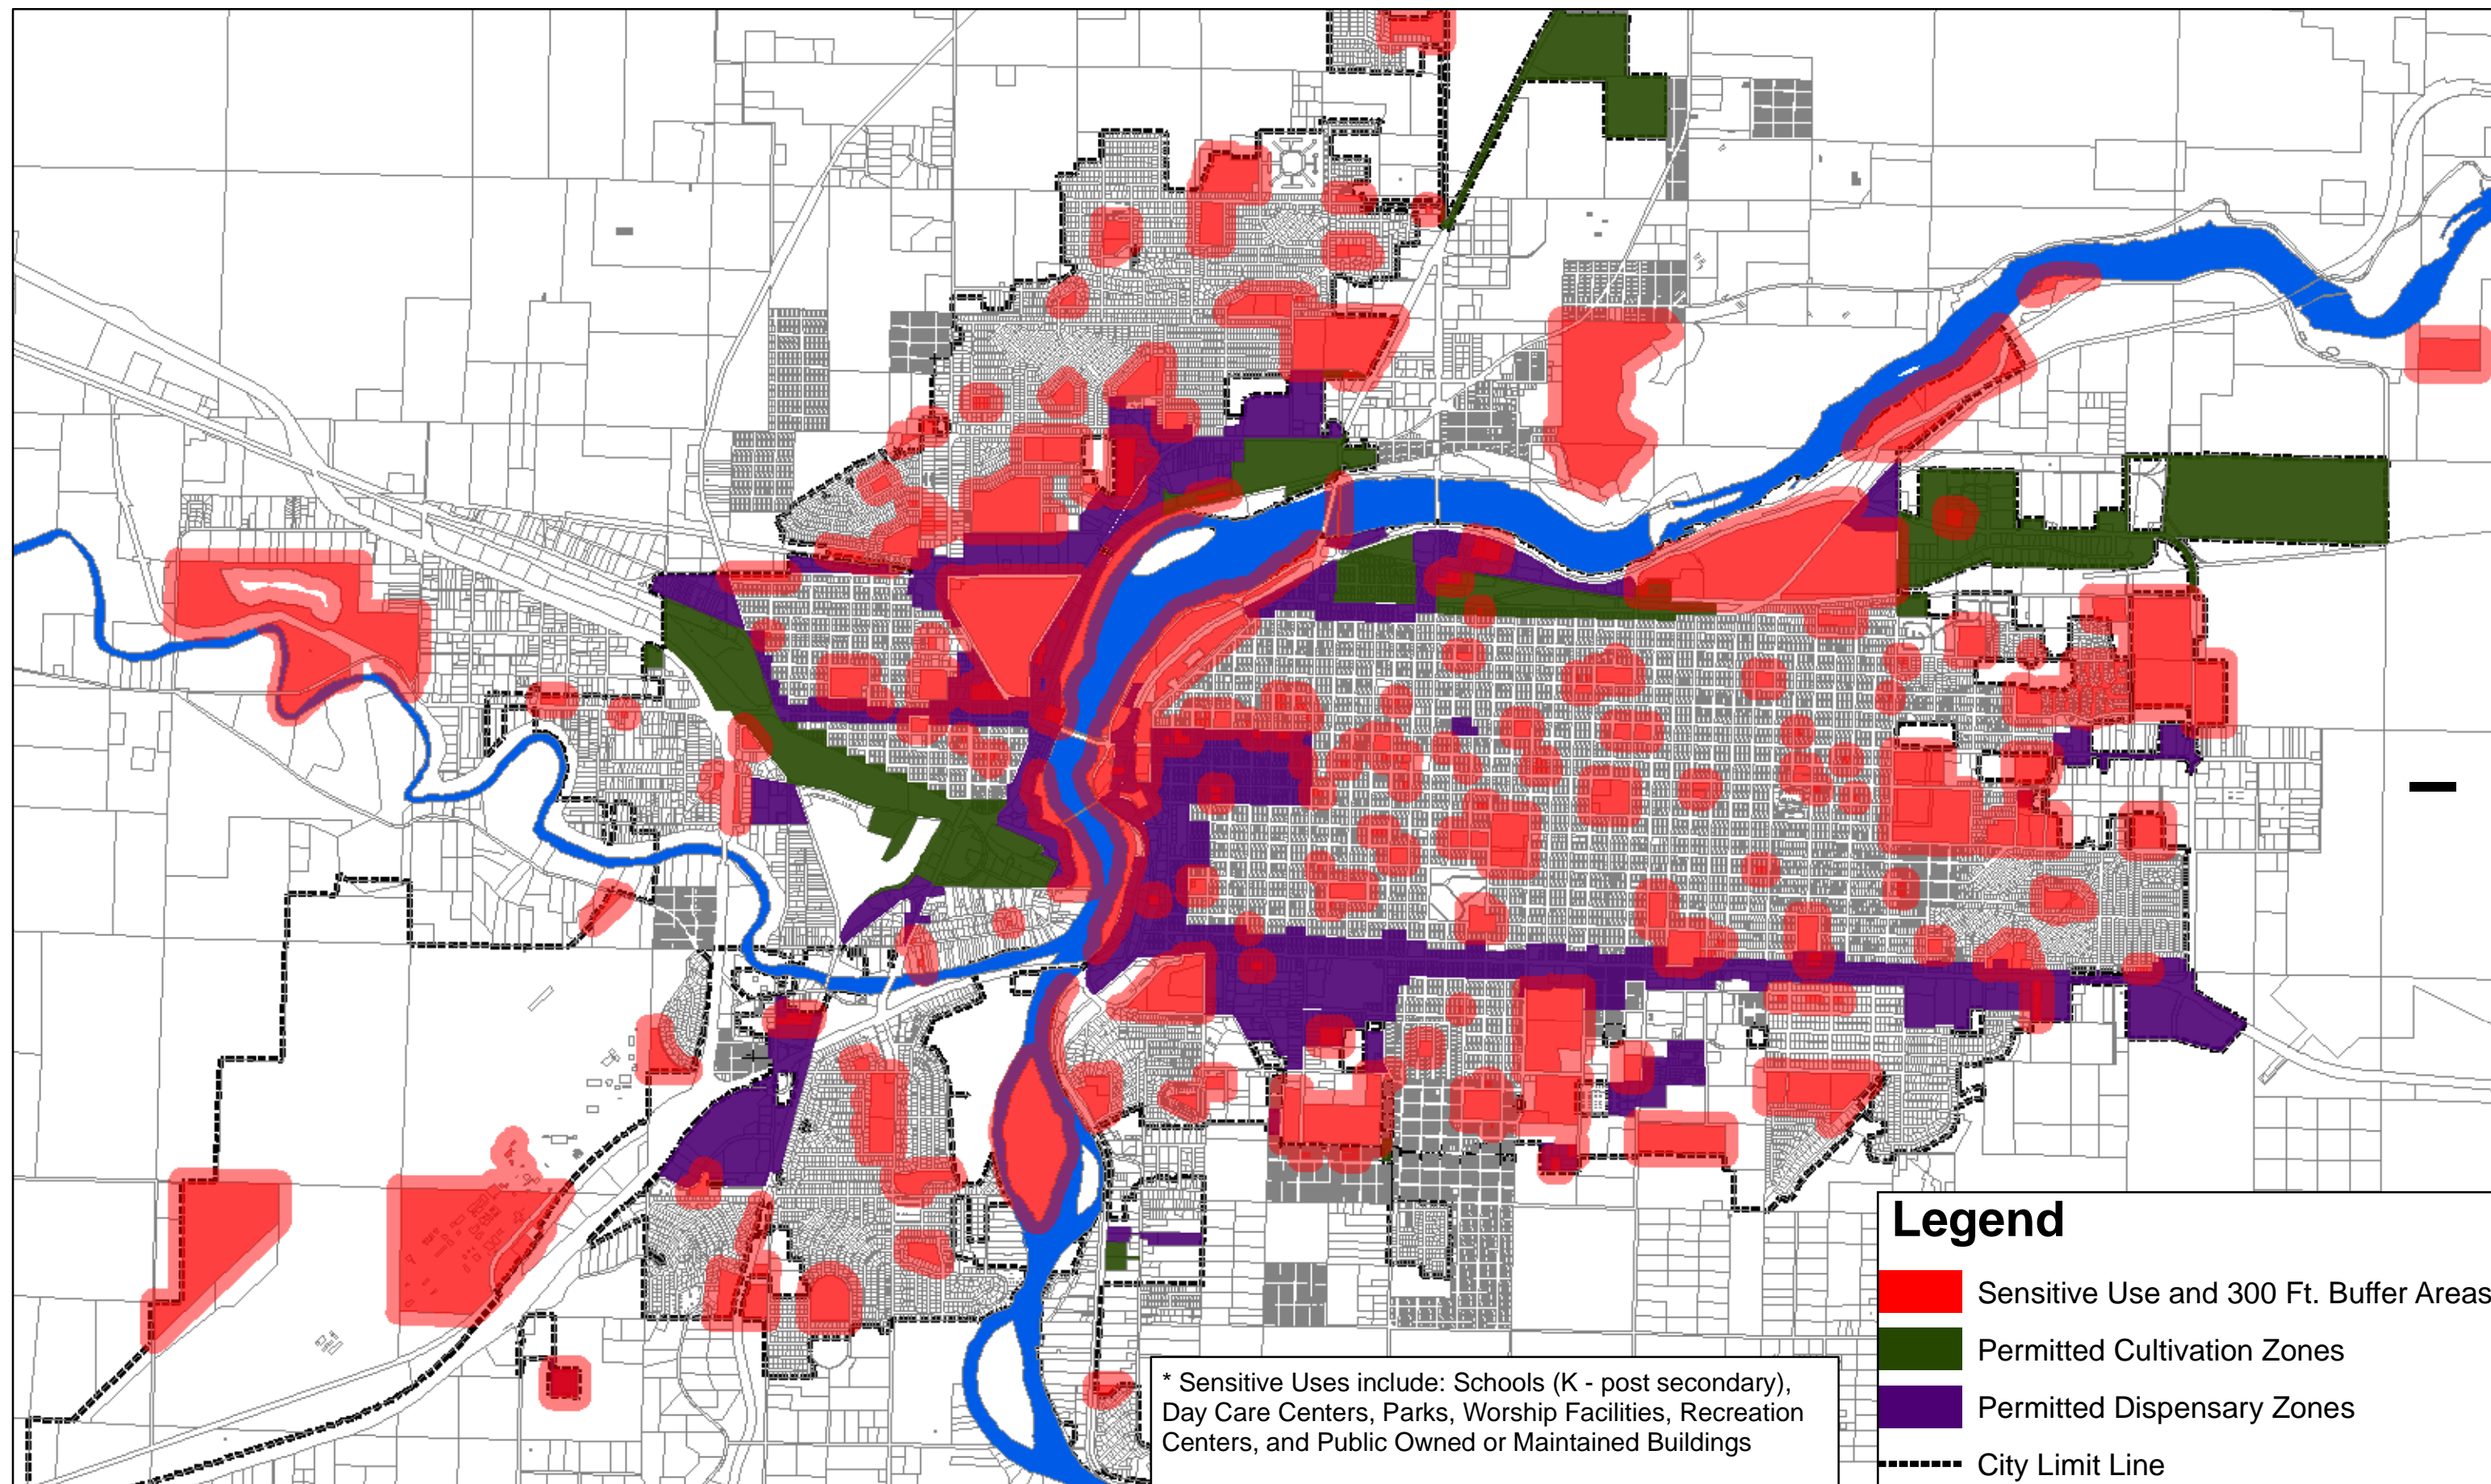 Legend
Sensitive Use and 300 Ft. Buffer Areas
Permitted Cultivation Zones
Permitted Dispensary Zones
City Limit Line
* Sensitive Uses include: Schools (K - post secondary),
Day Care Centers, Parks, Worship Facilities, Recreation
Centers, and Public Owned or Maintained Buildings